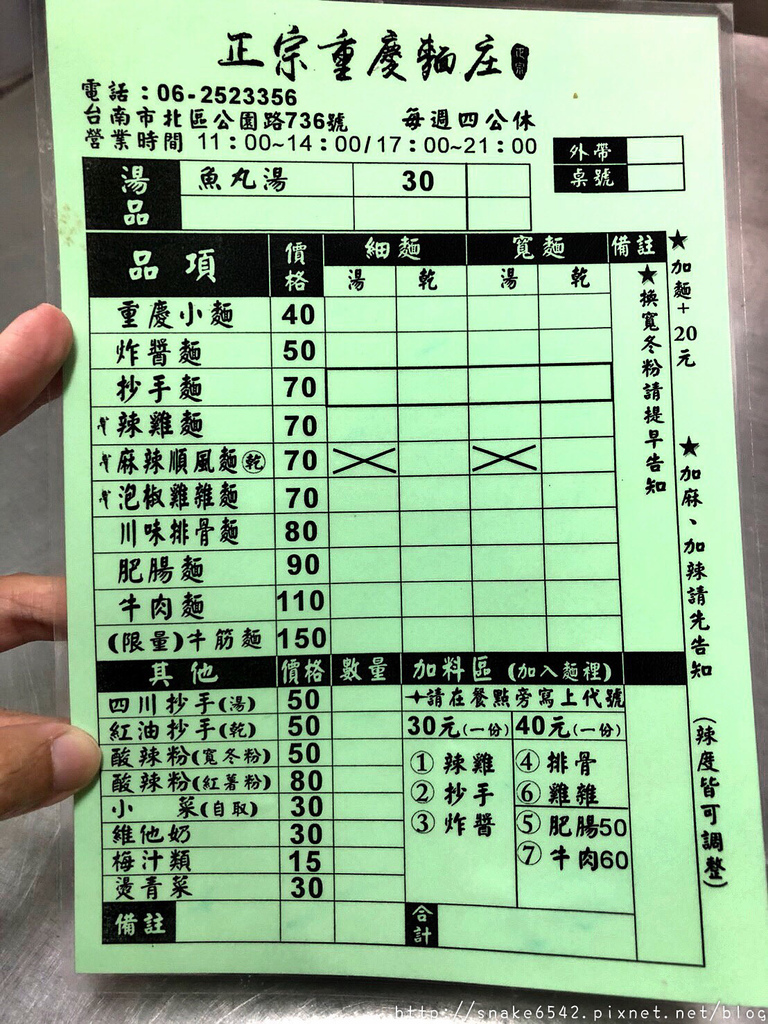 正宗重慶麵庄
電話：06-2523356
台南市北區公園路736號 每週四公休
營業時間 11：00~14：00/17：00~21：00
外帶
桌號
湯品 魚丸湯 30
品項 價格 細麵 寬麵 備註
湯 乾 湯 乾
重慶小麵 40
炸醬麵 50
抄手麵 70
辣雞麵 70
麻辣順風麵㊁乾 70
泡椒雞雜麵 70
川味排骨麵 80
肥腸麵 90
牛肉麵 110
(限量)牛筋麵 150
★換寬冬粉請提早告知
★加麵+20元
★加麻、加辣請先告知
(辣度皆可調整)
其他 價格 數量 加料區 (加入麵裡)
四川抄手(湯) 50
紅油抄手(乾) 50
酸辣粉(寬冬粉) 50
酸辣粉(紅薯粉) 80
小 菜(自取) 30
維他奶 30
梅汁類 15
燙青菜 30
請在餐點旁寫上代號
30元(一份) 40元(一份)
① 辣雞 ④ 排骨
② 抄手 ⑥ 雞雜
③ 炸醬 ⑤ 肥腸50
⑦ 牛肉60
備註 合計
http://snake6542.pixnet.net/blog